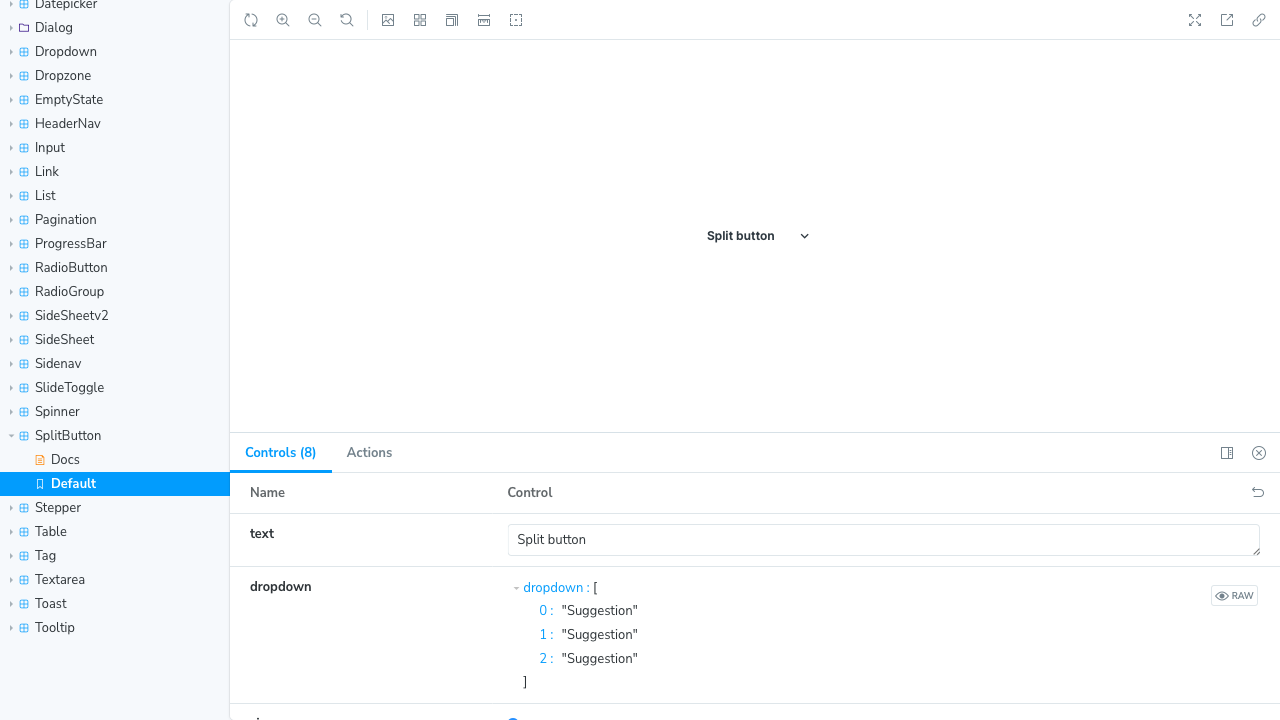 Datepicker
Dialog
Dropdown
Dropzone
EmptyState
HeaderNav
Input
Link
List
Pagination
ProgressBar
RadioButton
RadioGroup
SideSheetv2
SideSheet
Sidenav
SlideToggle
Spinner
SplitButton
Docs
Default
Stepper
Table
Tag
Textarea
Toast
Tooltip
Split button
Controls (8) Actions
Name Control
text Split button
dropdown dropdown : [
RAW
0 : "Suggestion"
1 : "Suggestion"
2 : "Suggestion"
]